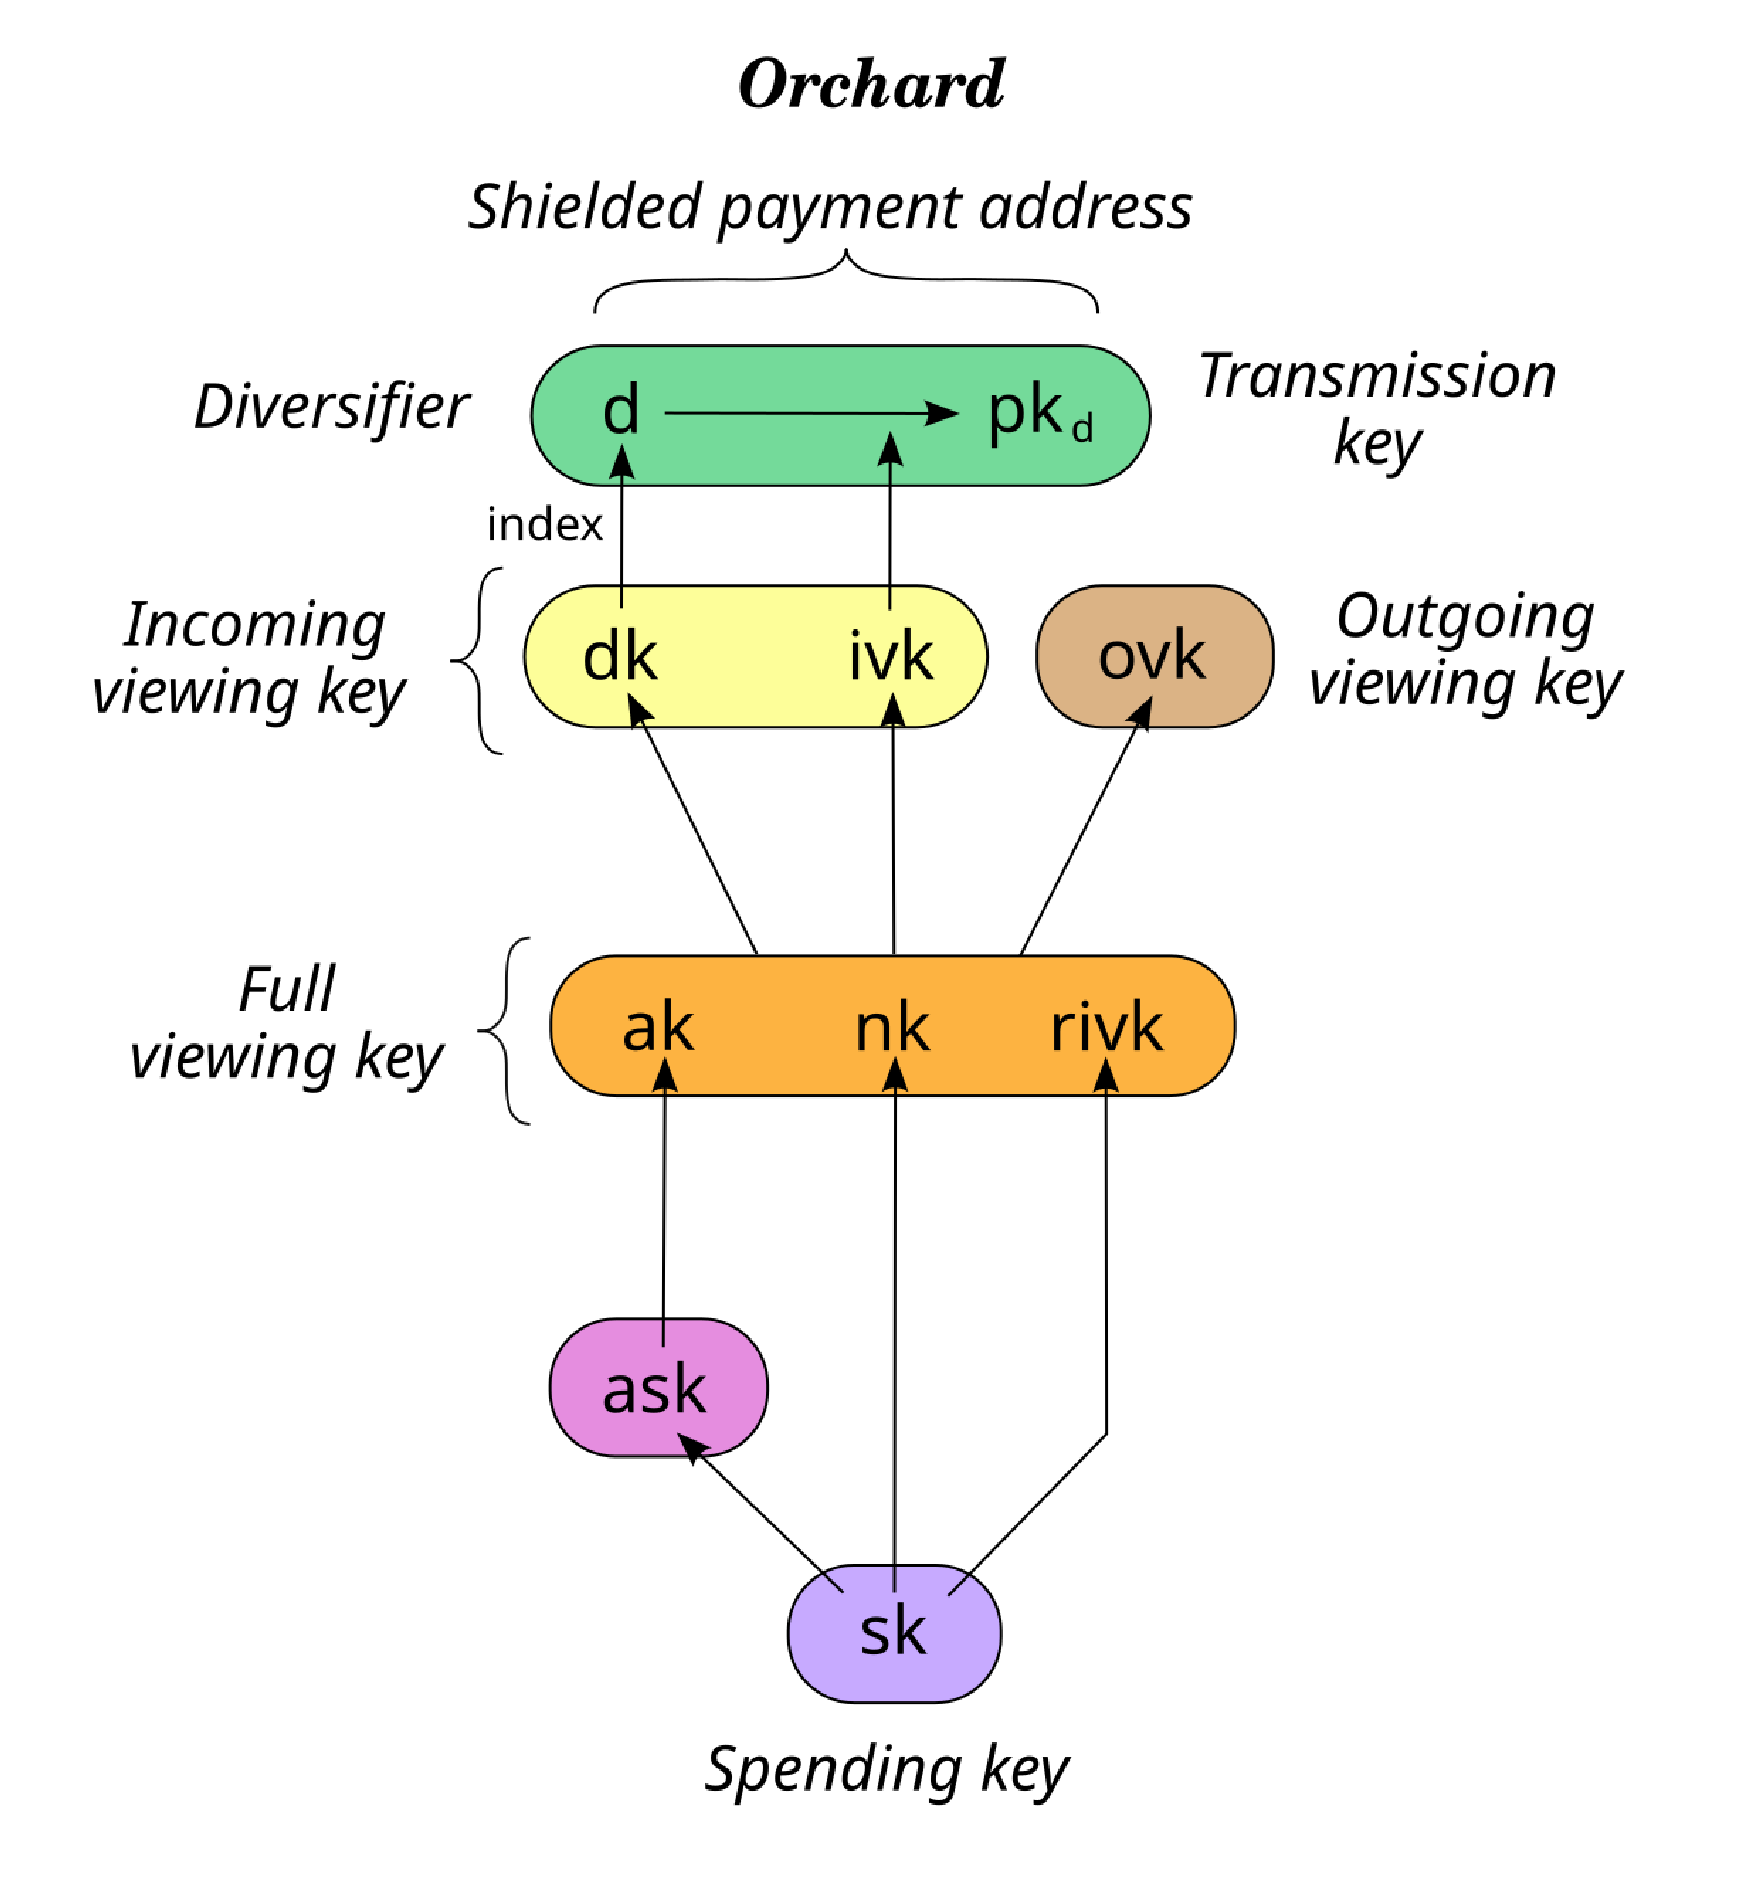 Orchard
Shielded payment address
Diversifier
d
pk d
Transmission
key
index
Incoming
viewing key
dk
ivk
ovk
Outgoing
viewing key
Full
viewing key
ak
nk
rivk
ask
sk
Spending key